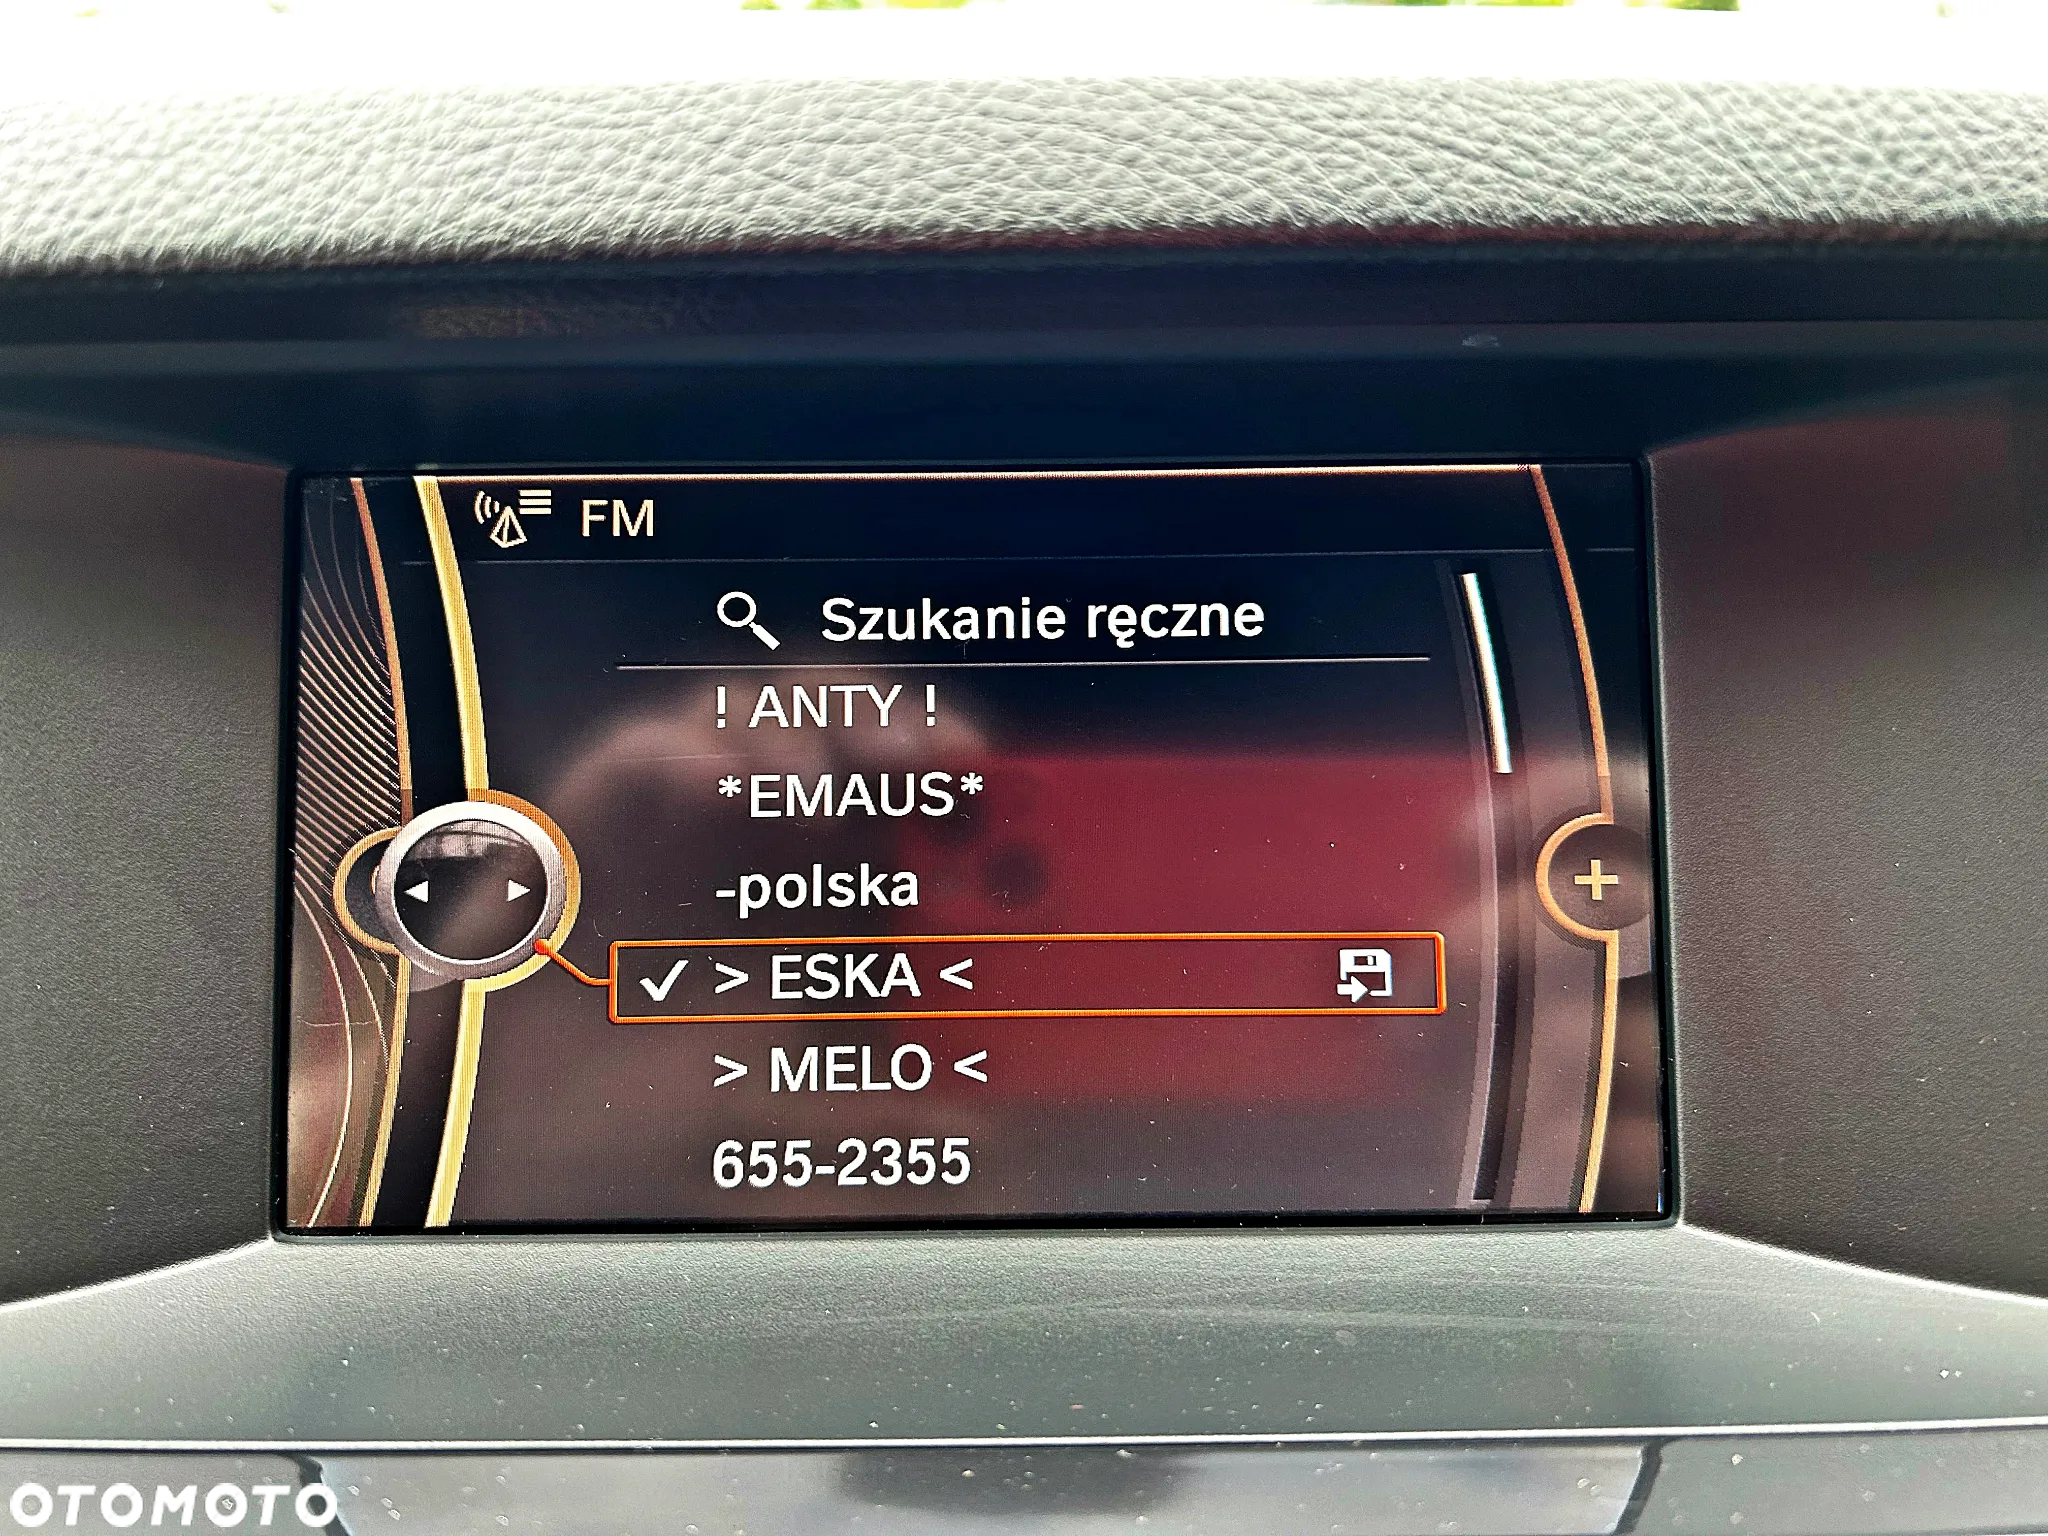 FM
Szukanie ręczne
! ANTY !
*EMAUS*
-polska
> ESKA <
> MELO <
655-2355
OTOMOTO